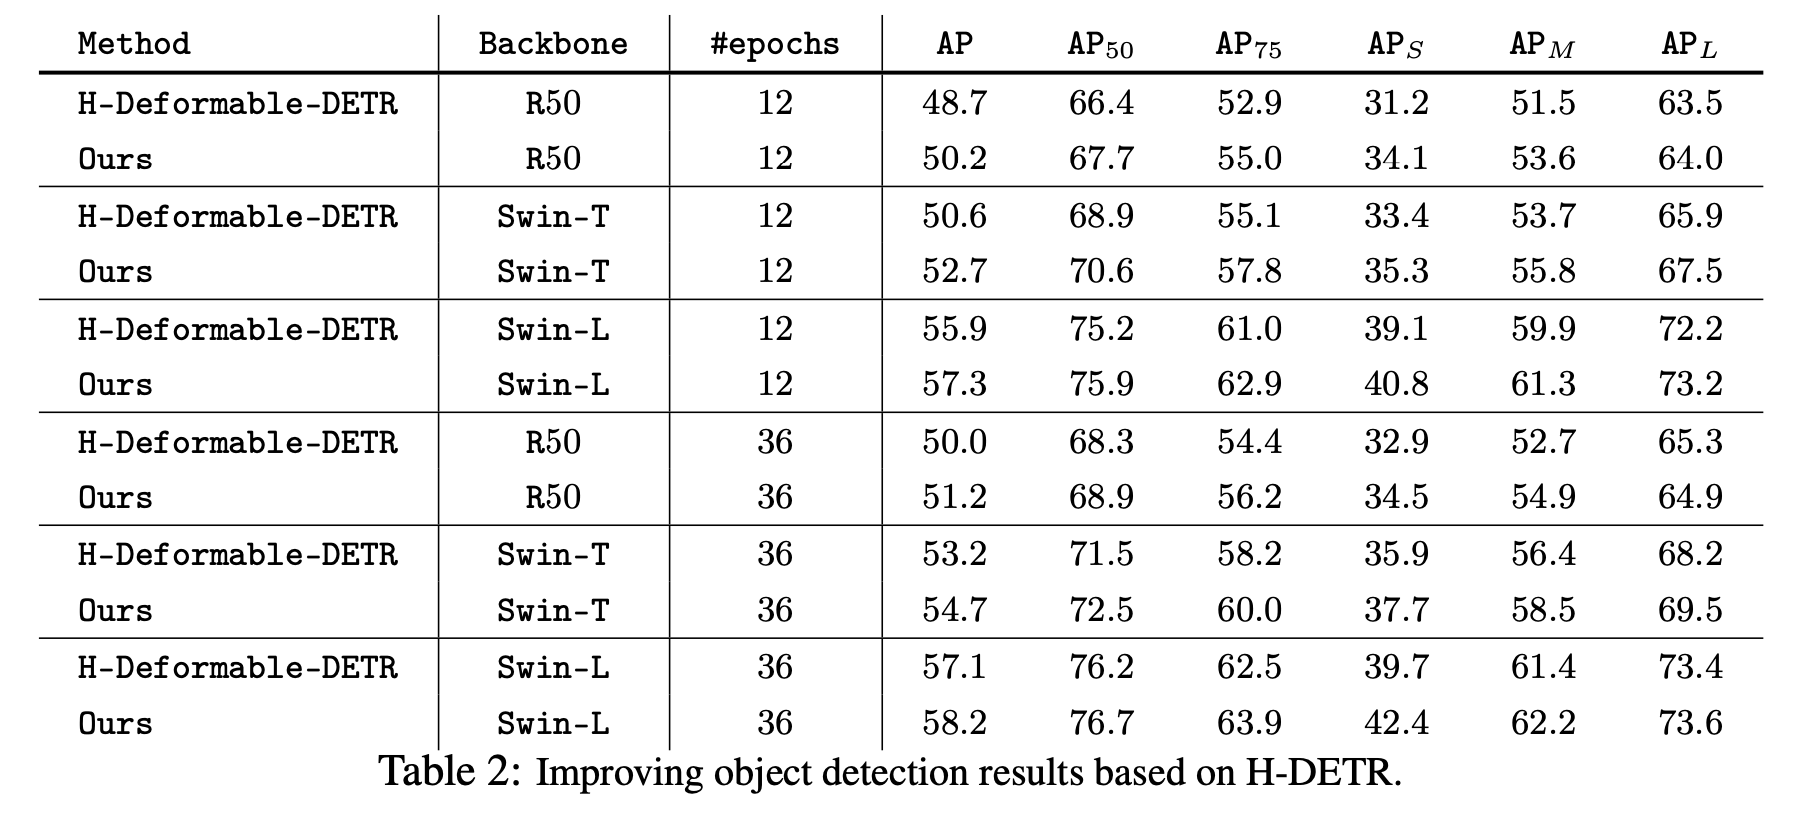 Method Backbone #epochs AP AP50 AP75 APS APM APL
H-Deformable-DETR R50 12 48.7 66.4 52.9 31.2 51.5 63.5
Ours R50 12 50.2 67.7 55.0 34.1 53.6 64.0
H-Deformable-DETR Swin-T 12 50.6 68.9 55.1 33.4 53.7 65.9
Ours Swin-T 12 52.7 70.6 57.8 35.3 55.8 67.5
H-Deformable-DETR Swin-L 12 55.9 75.2 61.0 39.1 59.9 72.2
Ours Swin-L 12 57.3 75.9 62.9 40.8 61.3 73.2
H-Deformable-DETR R50 36 50.0 68.3 54.4 32.9 52.7 65.3
Ours R50 36 51.2 68.9 56.2 34.5 54.9 64.9
H-Deformable-DETR Swin-T 36 53.2 71.5 58.2 35.9 56.4 68.2
Ours Swin-T 36 54.7 72.5 60.0 37.7 58.5 69.5
H-Deformable-DETR Swin-L 36 57.1 76.2 62.5 39.7 61.4 73.4
Ours Swin-L 36 58.2 76.7 63.9 42.4 62.2 73.6
Table 2: Improving object detection results based on H-DETR.